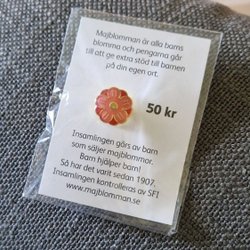 Majblomman är alla barns
blomma och pengarna går
till att ge extra stöd till barnen
på din egen ort.
50 kr
Insamlingen görs av barn
som säljer majblommor.
Barn hjälper barn!
Så har det varit sedan 1907.
Insamlingen kontrolleras av SFI
www.majblomman.se